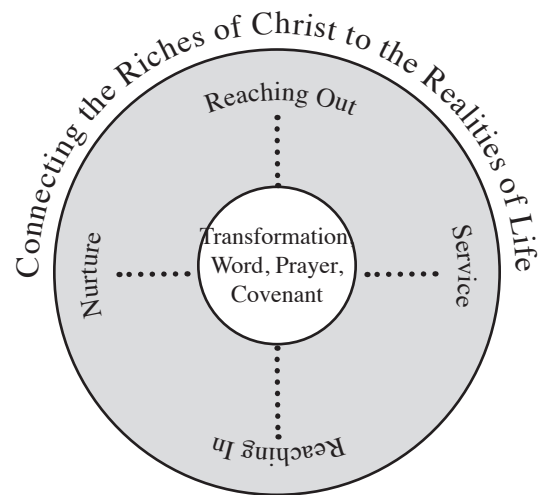 Connecting the Riches of Christ to the Realities of Life
Reaching Out
Nurture
Transformation,
Word, Prayer,
Covenant
Service
Reaching In